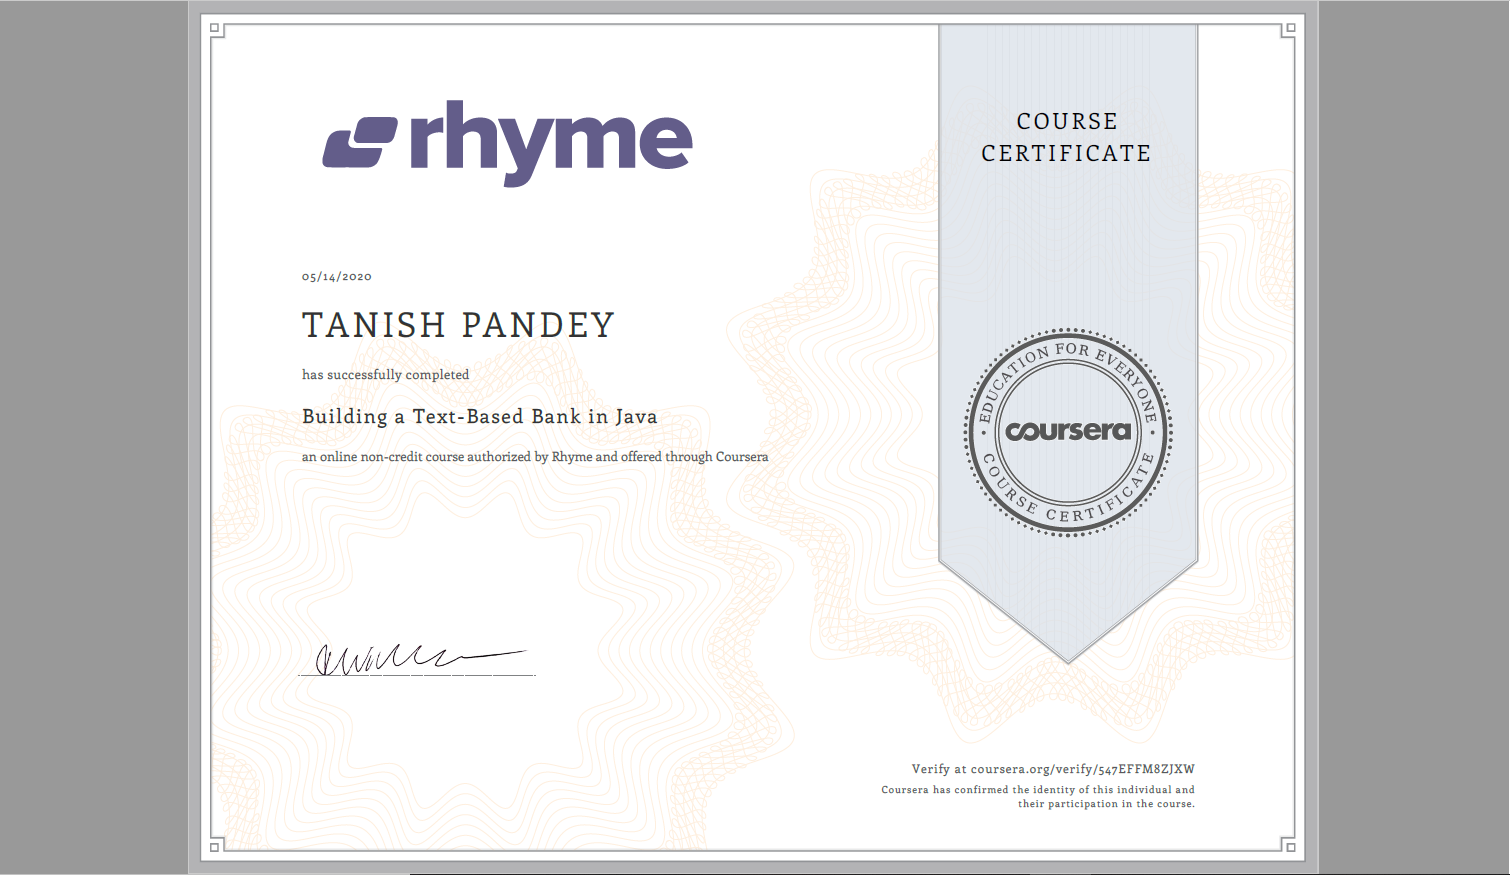 rhyme
COURSE
CERTIFICATE
05/14/2020
TANISH PANDEY
has successfully completed
Building a Text-Based Bank in Java
an online non-credit course authorized by Rhyme and offered through Coursera
EDUCATION FOR EVERYONE
coursera
COURSE CERTIFICATE
Verify at coursera.org/verify/547EFFM8ZJXW
Coursera has confirmed the identity of this individual and
their participation in the course.